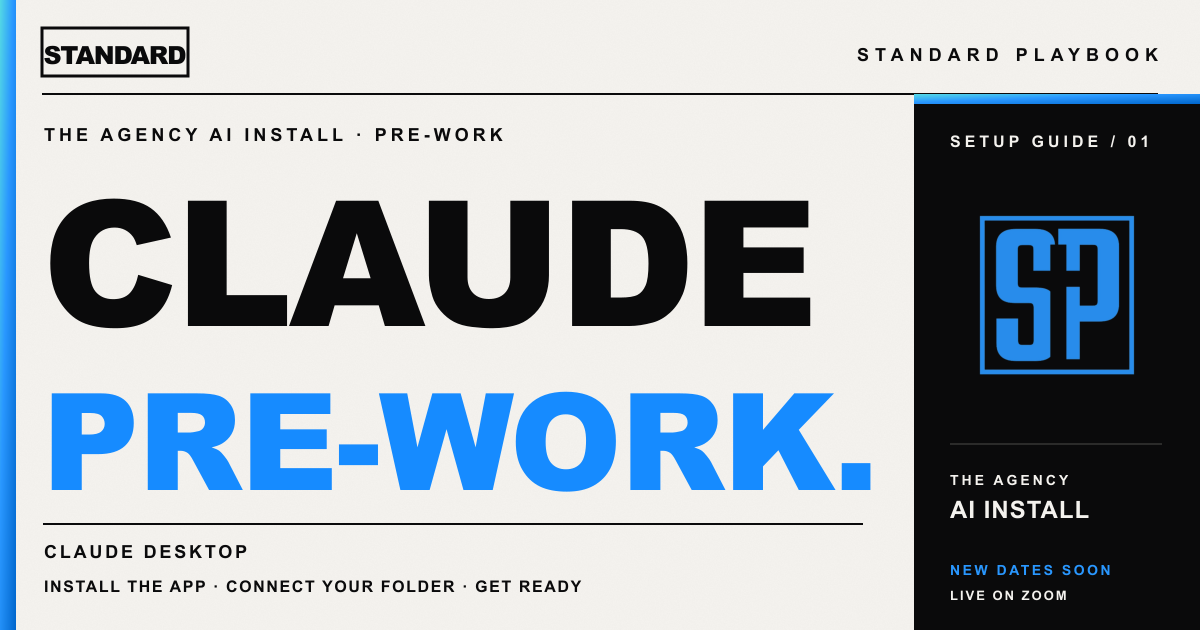 STANDARD
STANDARD PLAYBOOK
THE AGENCY AI INSTALL · PRE-WORK
CLAUDE
PRE-WORK.
CLAUDE DESKTOP
INSTALL THE APP · CONNECT YOUR FOLDER · GET READY
SETUP GUIDE / 01
SP
THE AGENCY
AI INSTALL
NEW DATES SOON
LIVE ON ZOOM